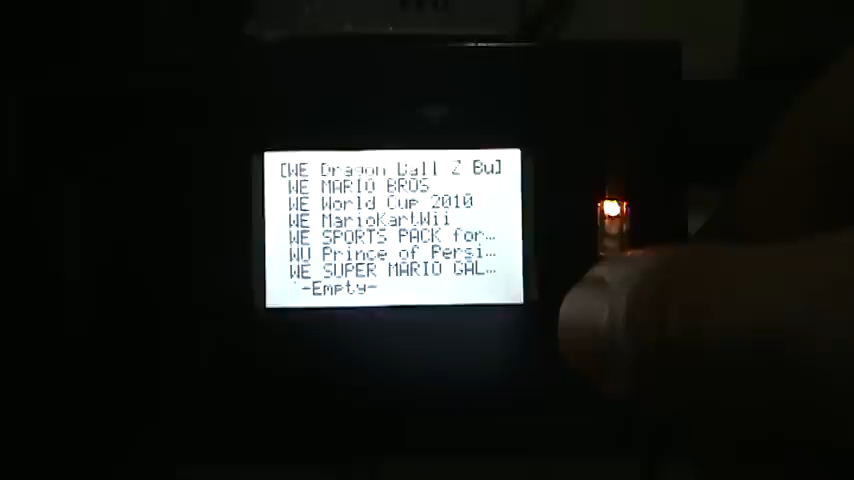 [WE Dragon Ball Z Bu]
WE MARIO BROS
WE World Cup 2010
WE MarioKartWii
WE SPORTS PACK for…
WU Prince of Persi…
WE SUPER MARIO GAL…
-Empty-